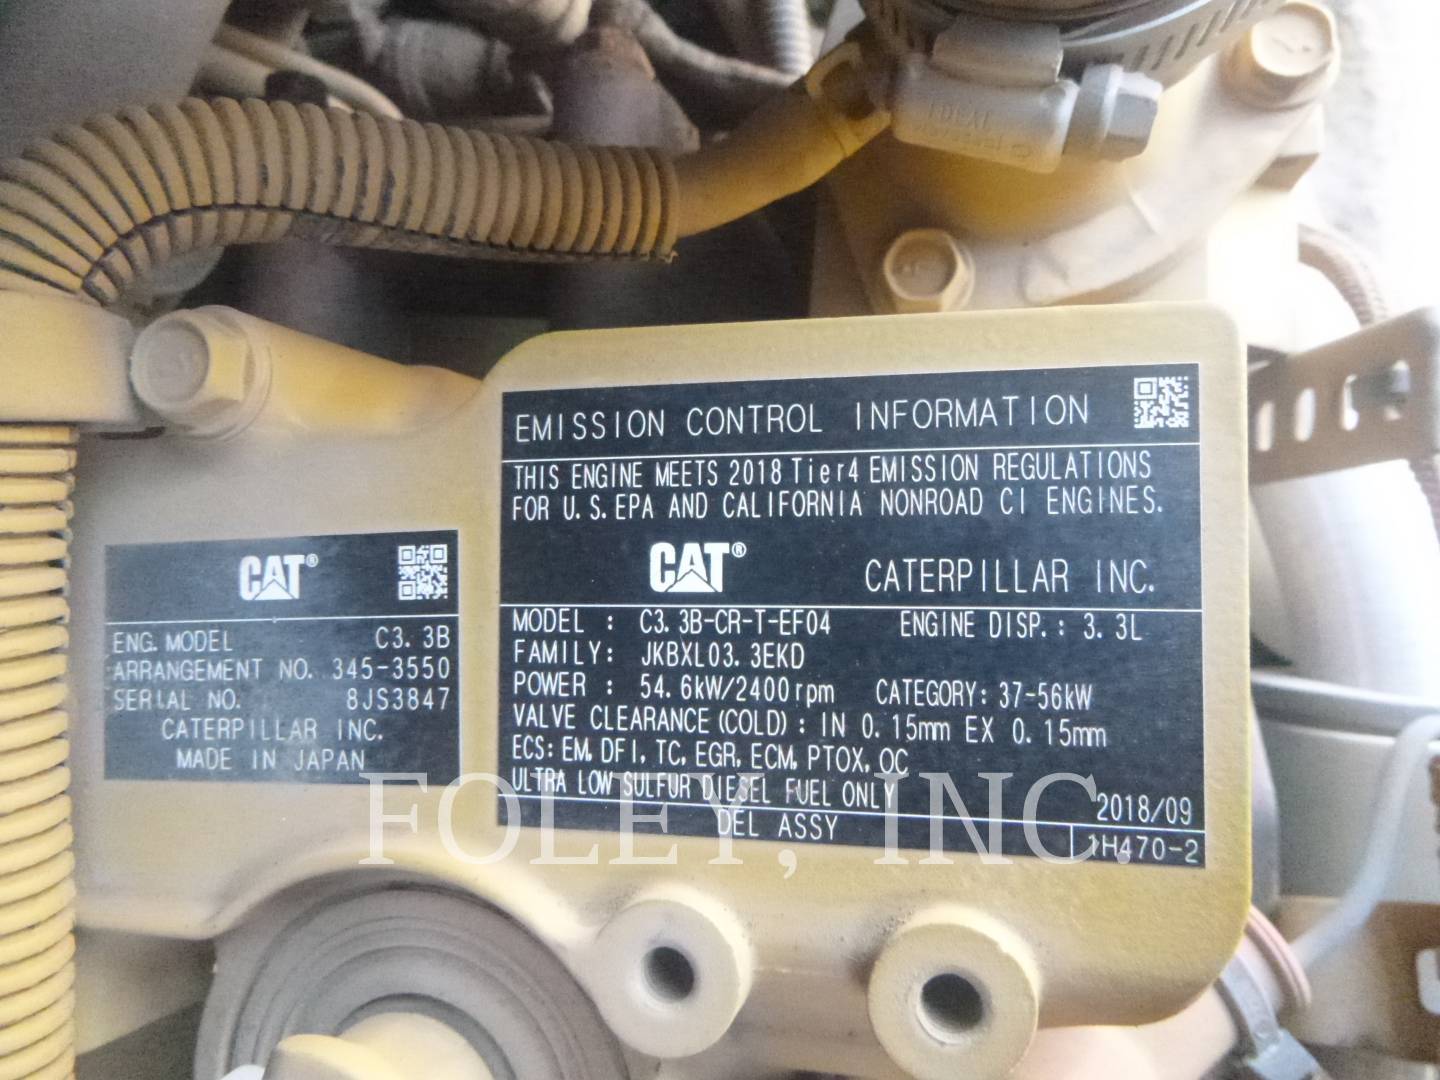 IDEAL
CAT®
ENG. MODEL C3.3B
ARRANGEMENT NO. 345-3550
SERIAL NO. 8JS3847
CATERPILLAR INC.
MADE IN JAPAN
EMISSION CONTROL INFORMATION
THIS ENGINE MEETS 2018 Tier4 EMISSION REGULATIONS
FOR U.S.EPA AND CALIFORNIA NONROAD CI ENGINES.
CAT® CATERPILLAR INC.
MODEL : C3.3B-CR-T-EF04 ENGINE DISP.: 3.3L
FAMILY: JKBXL03.3EKD
POWER : 54.6kW/2400rpm CATEGORY: 37-56kW
VALVE CLEARANCE(COLD): IN 0.15mm EX 0.15mm
ECS: EM, DFI, TC, EGR, ECM, PTOX, OC
ULTRA LOW SULFUR DIESEL FUEL ONLY 2018/09
DEL ASSY 1H470-2
FOLEY, INC.